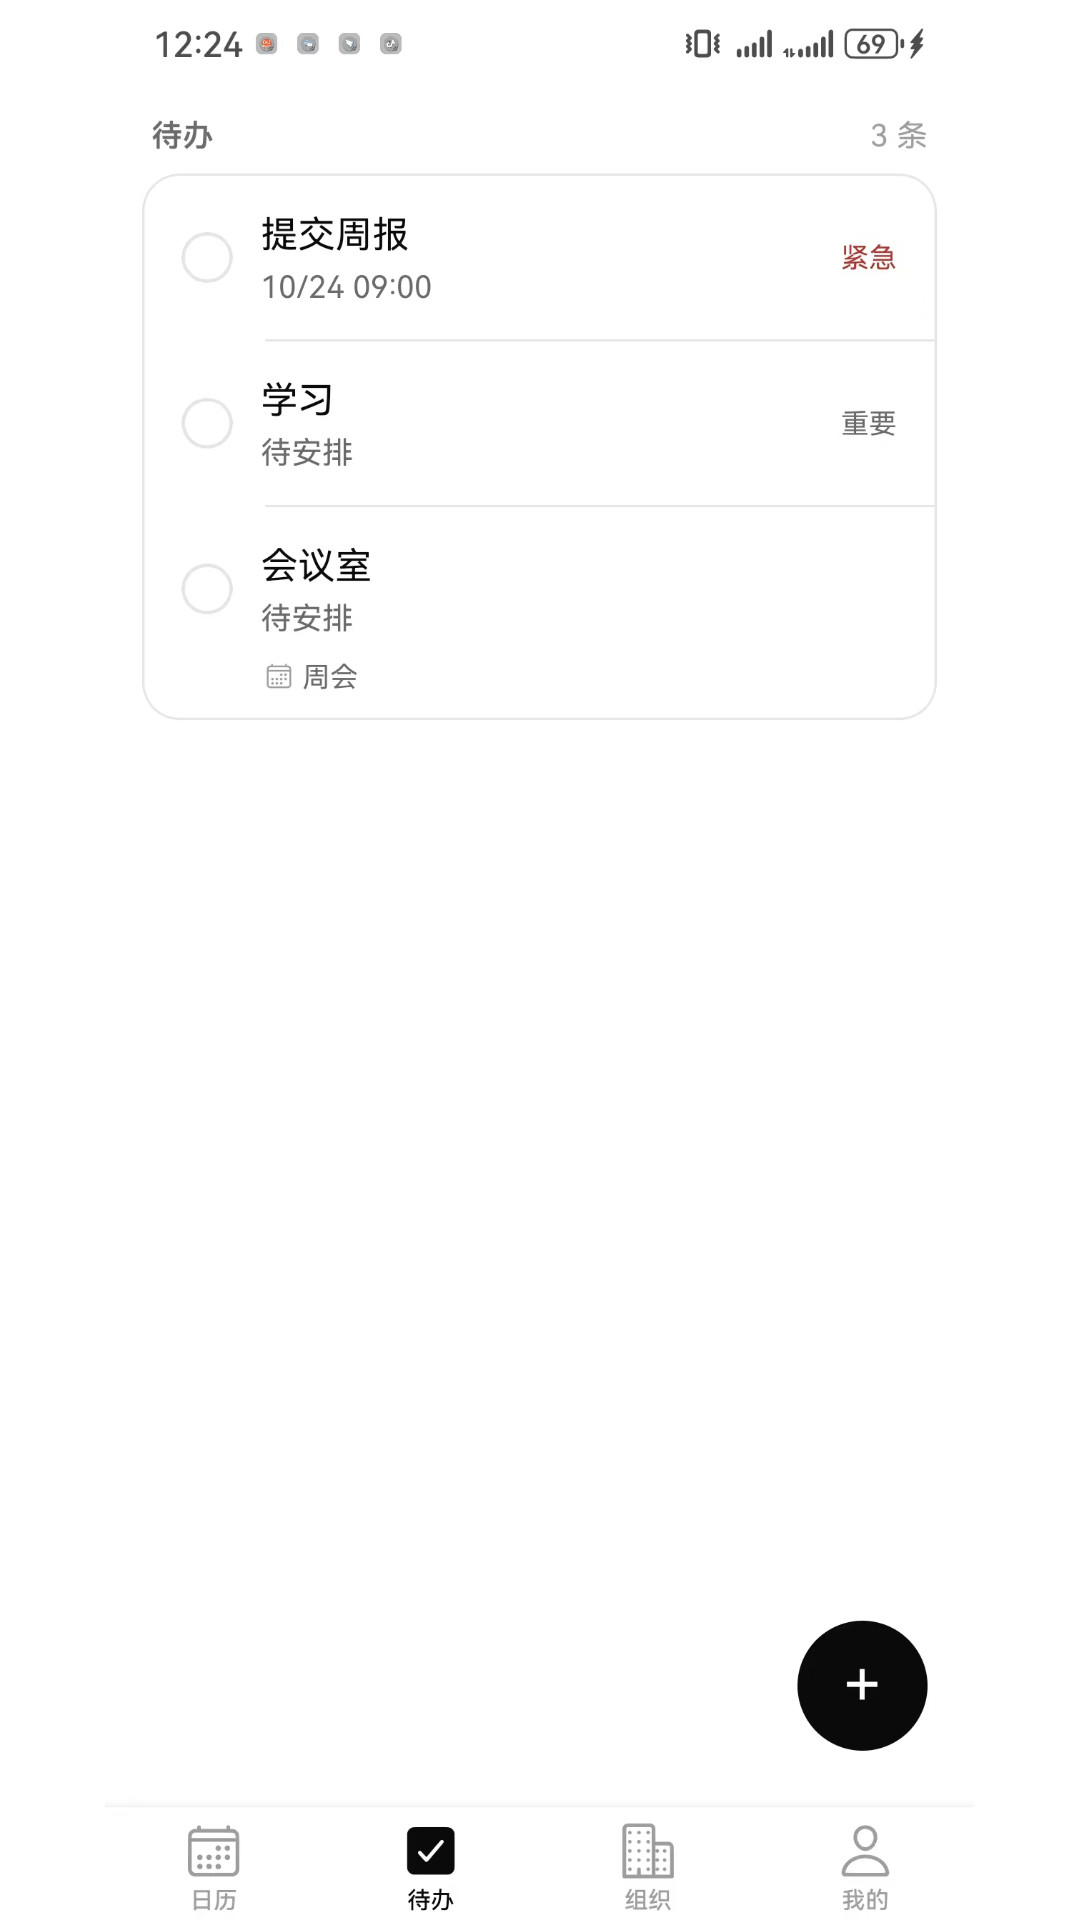 12:24 69
待办 3 条
提交周报
10/24 09:00
紧急
学习
待安排
重要
会议室
待安排
周会
日历 待办 组织 我的